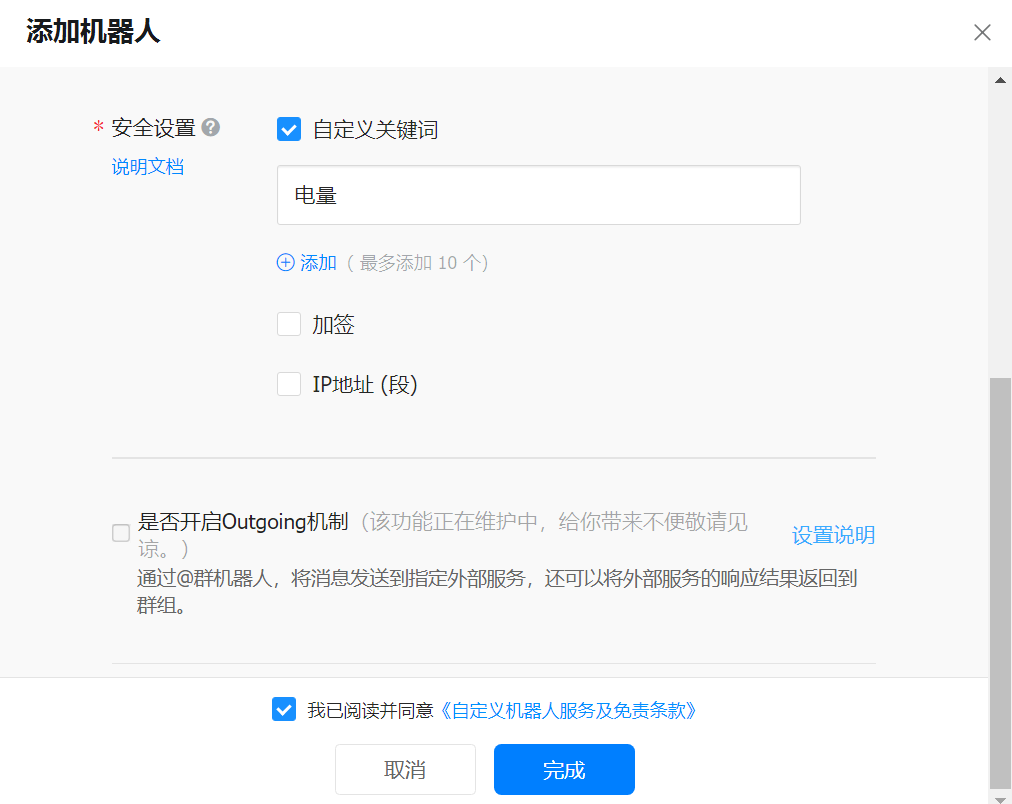 添加机器人
* 安全设置 ?
自定义关键词
说明文档
电量
添加（ 最多添加 10 个）
加签
IP地址 (段)
是否开启Outgoing机制（该功能正在维护中，给你带来不便敬请见
谅。）
设置说明
通过@群机器人，将消息发送到指定外部服务，还可以将外部服务的响应结果返回到
群组。
我已阅读并同意《自定义机器人服务及免责条款》
取消
完成